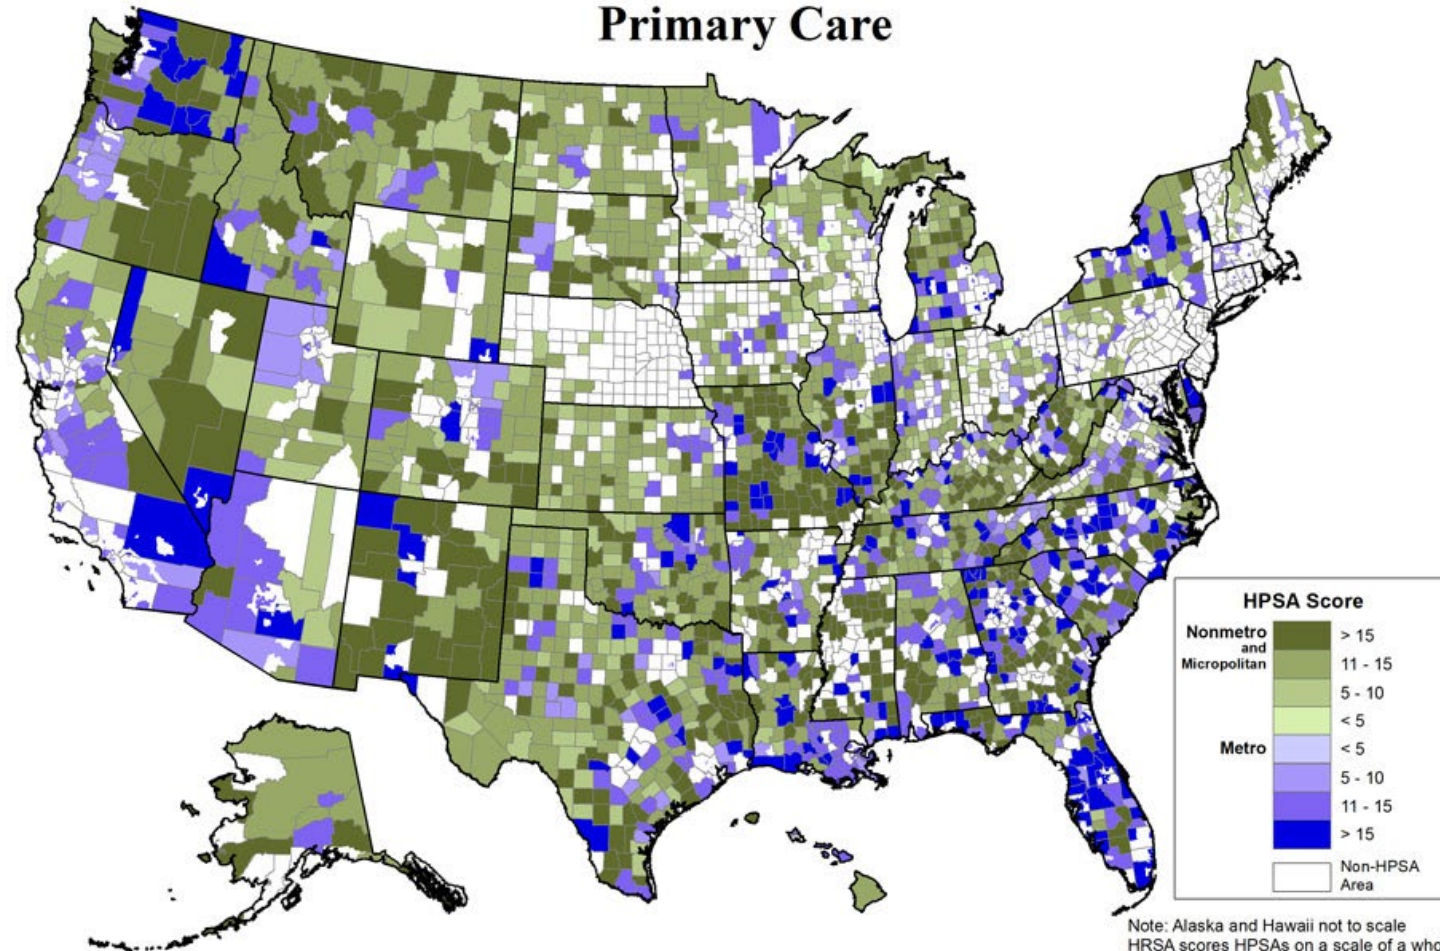 Primary Care
HPSA Score
Nonmetro
and
Micropolitan
> 15
11 - 15
5 - 10
< 5
Metro
< 5
5 - 10
11 - 15
> 15
Non-HPSA
Area
Note: Alaska and Hawaii not to scale
HRSA scores HPSAs on a scale of a